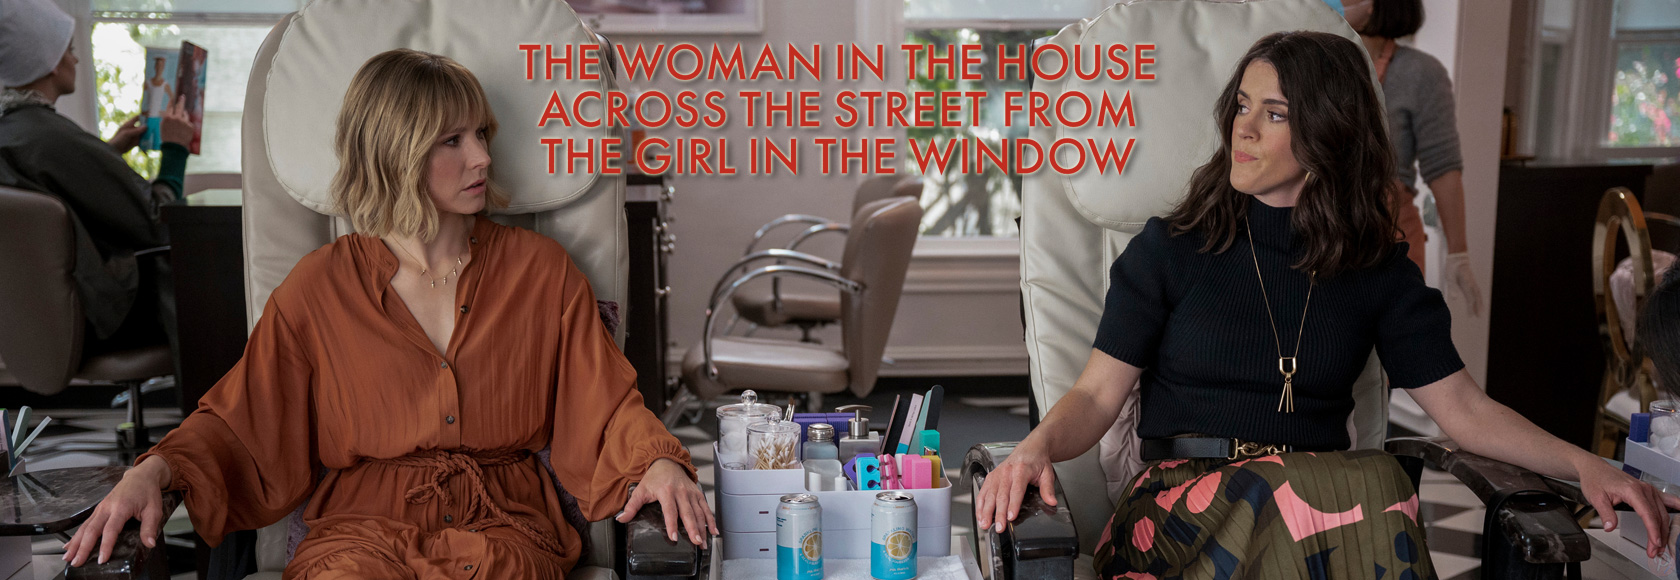 THE WOMAN IN THE HOUSE
ACROSS THE STREET FROM
THE GIRL IN THE WINDOW